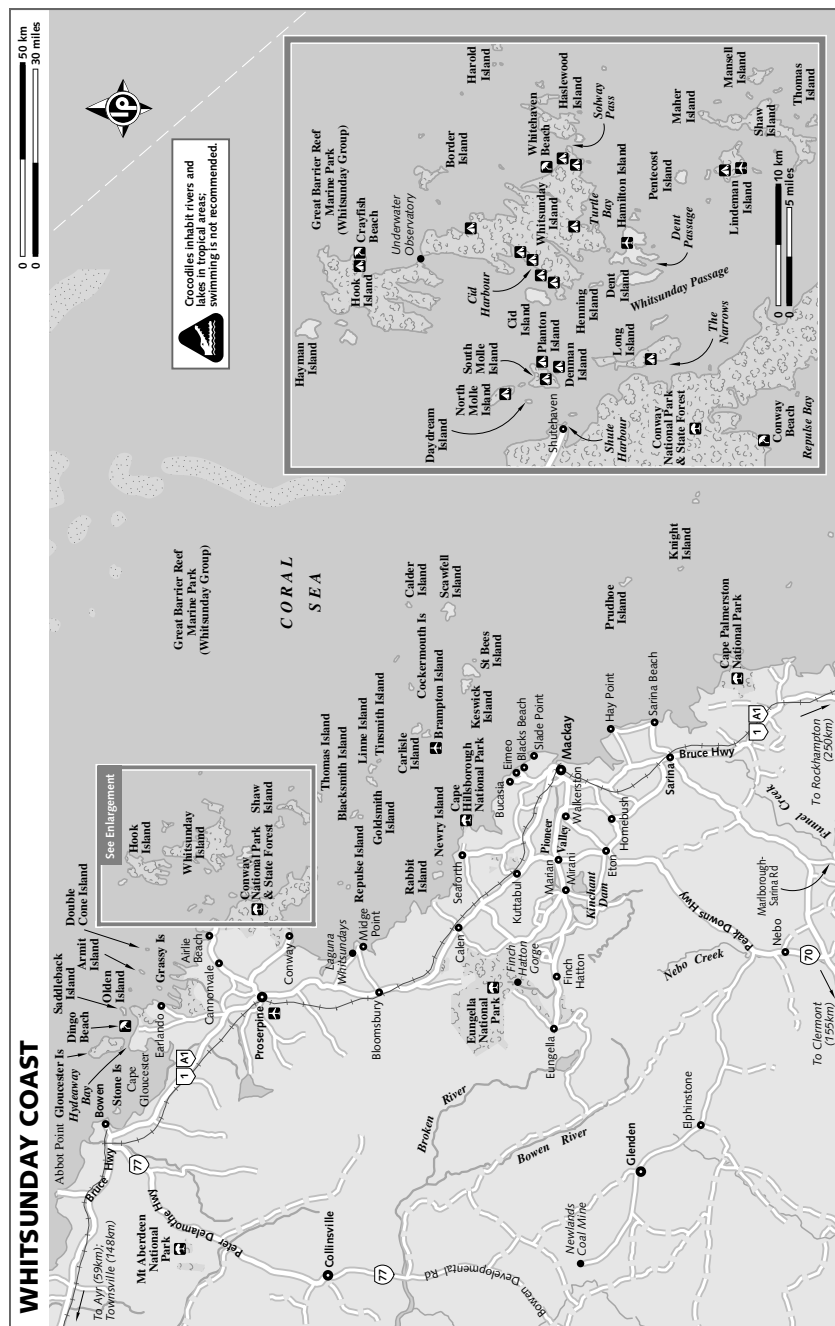 WHITSUNDAY COAST
0 50 km
0 30 miles
Crocodiles inhabit rivers and
lakes in tropical areas;
swimming is not recommended.
lp
To Ayr (59km);
Townsville (148km)
Abbot Point
Bruce Hwy
Bowen
77
Gloucester Is
Hydeaway
Bay
Stone Is
Cape
Gloucester
Dingo
Beach
Saddleback
Island
Armit
Island
Olden
Island
Double
Cone Island
Grassy Is
Earlando
1
A1
Cannonvale
Airlie
Beach
Proserpine
Conway
See Enlargement
Hook
Island
Whitsunday
Island
Conway
National Park
& State Forest
Shaw
Island
Great Barrier Reef
Marine Park
(Whitsunday Group)
CORAL
SEA
Mt Aberdeen
National
Park
Peter Delamothe Hwy
Collinsville
77
Bowen Developmental Rd
Laguna
Whitsundays
Midge
Point
Bloomsbury
Repulse Island
Thomas Island
Blacksmith Island
Linne Island
Goldsmith
Island
Tinsmith Island
Rabbit
Island
Newry Island
Carlisle
Island
Cockermouth Is
Brampton Island
Calder
Island
Scawfell
Island
Keswick
Island
St Bees
Island
Cape
Hillsborough
National Park
Seaforth
Calen
Kuttabul
Bucasia
Eimeo
Blacks Beach
Slade Point
Mackay
Pioneer
Valley
Marian
Mirani
Walkerston
Kinchant
Dam
Eton
Homebush
Eungella
National
Park
Finch
Hatton
Gorge
Finch
Hatton
Eungella
Broken River
Bowen River
Newlands
Coal Mine
Glenden
Elphinstone
Nebo Creek
Nebo
Peak Downs Hwy
70
Marlborough-
Sarina Rd
Funnel Creek
To Clermont
(155km)
Hay Point
Sarina Beach
Sarina
Bruce Hwy
1
A1
To Rockhampton
(250km)
Prudhoe
Island
Knight
Island
Cape Palmerston
National Park
Hayman
Island
Hook
Island
Crayfish
Beach
Great Barrier Reef
Marine Park
(Whitsunday Group)
Underwater
Observatory
Border
Island
Harold
Island
Daydream
Island
North
Molle
Island
South
Molle
Island
Planton
Island
Denman
Island
Shutehaven
Shute
Harbour
Cid
Harbour
Cid
Island
Whitsunday
Island
Whitehaven
Beach
Haslewood
Island
Solway
Pass
Turtle
Bay
Henning
Island
Hamilton Island
Dent
Island
Dent
Passage
Whitsunday Passage
Long
Island
The
Narrows
Conway
National Park
& State Forest
Conway
Beach
Repulse Bay
Pentecost
Island
Lindeman
Island
Maher
Island
Mansell
Island
Shaw
Island
Thomas
Island
0 10 km
0 5 miles